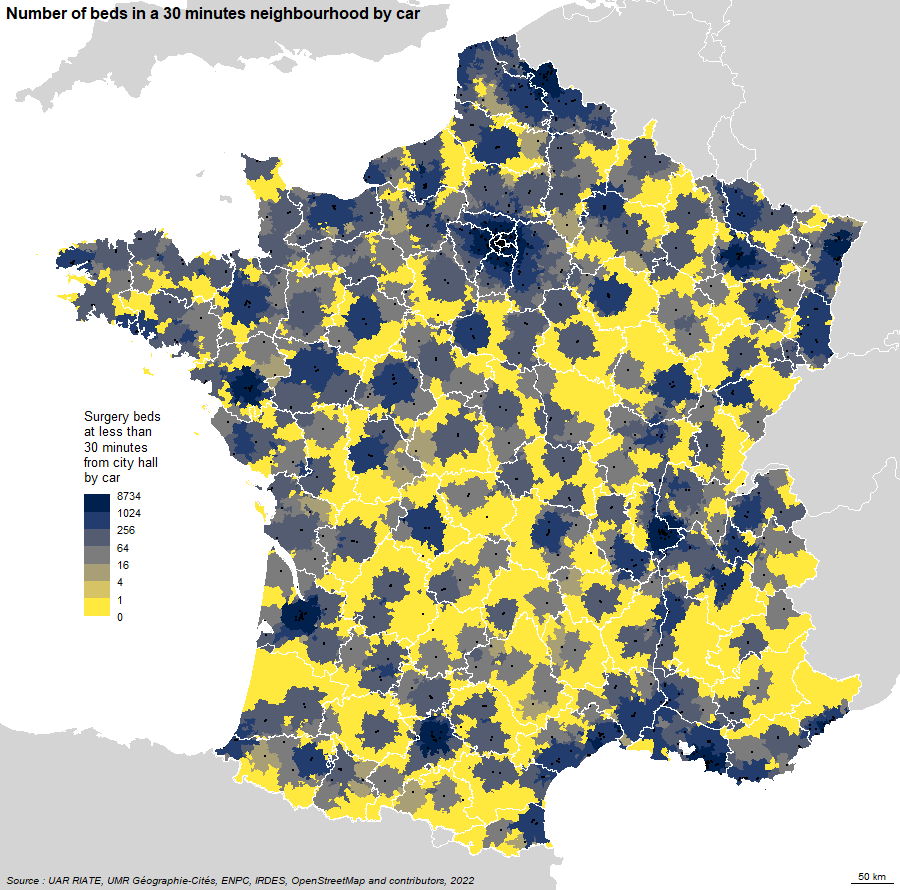 Number of beds in a 30 minutes neighbourhood by car
Surgery beds
at less than
30 minutes
from city hall
by car
8734
1024
256
64
16
4
1
0
50 km
Source : UAR RIATE, UMR Géographie-Cités, ENPC, IRDES, OpenStreetMap and contributors, 2022